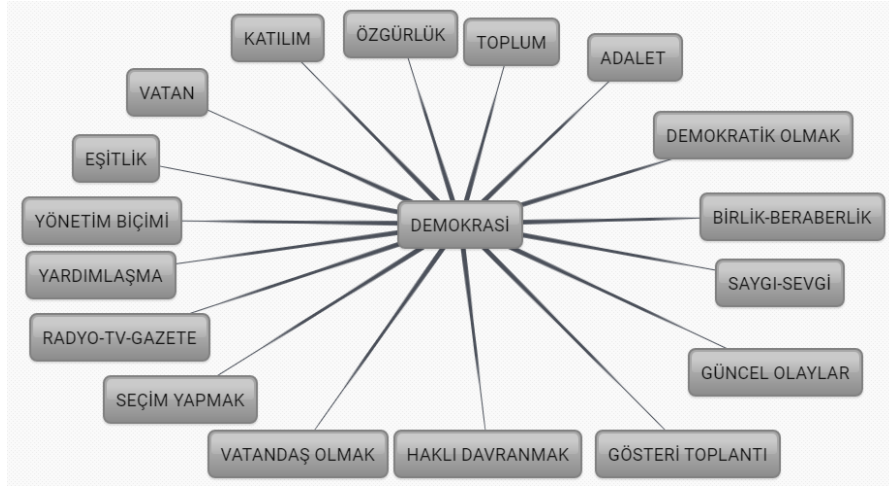 KATILIM
ÖZGÜRLÜK
TOPLUM
ADALET
VATAN
DEMOKRATİK OLMAK
EŞİTLİK
YÖNETİM BİÇİMİ
DEMOKRASİ
BİRLİK-BERABERLİK
YARDIMLAŞMA
SAYGI-SEVGİ
RADYO-TV-GAZETE
GÜNCEL OLAYLAR
SEÇİM YAPMAK
VATANDAŞ OLMAK
HAKLI DAVRANMAK
GÖSTERİ TOPLANTI